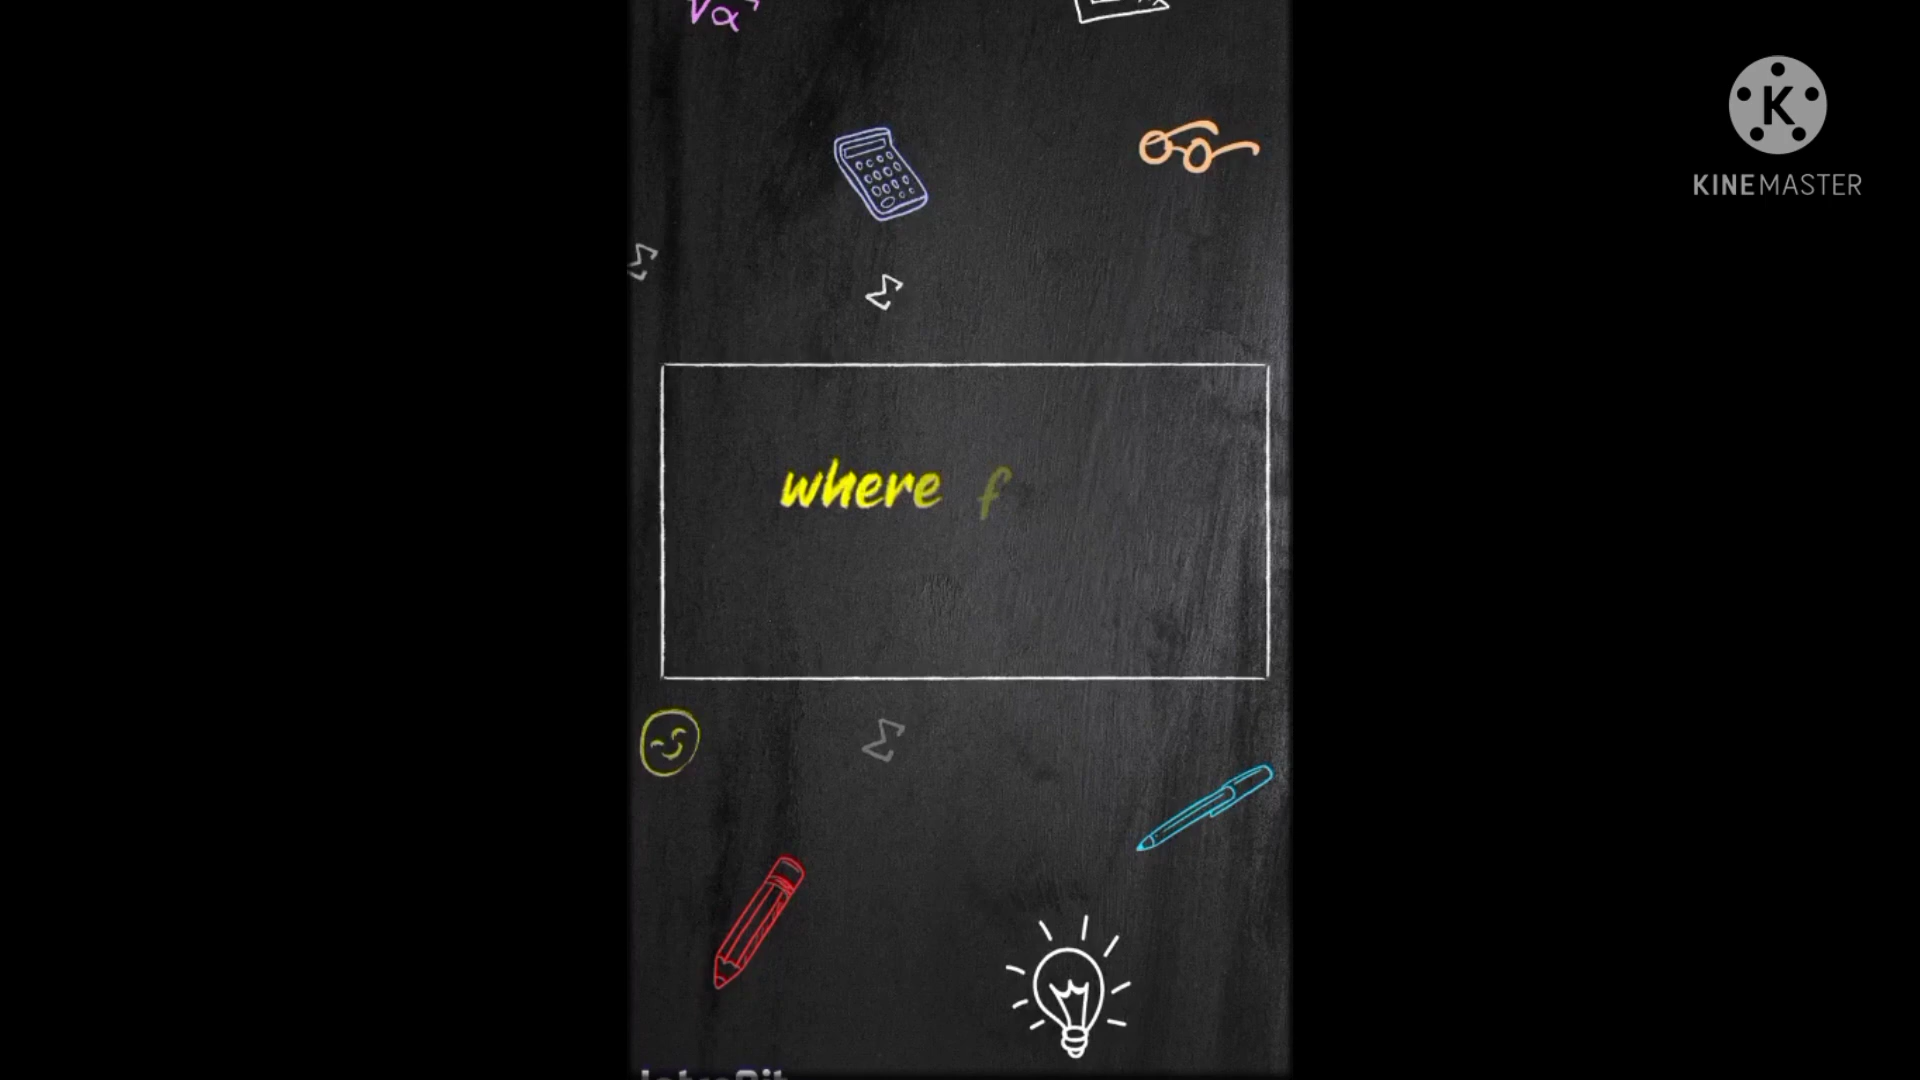 √α
K
KINEMASTER
Σ
Σ
where f
Σ